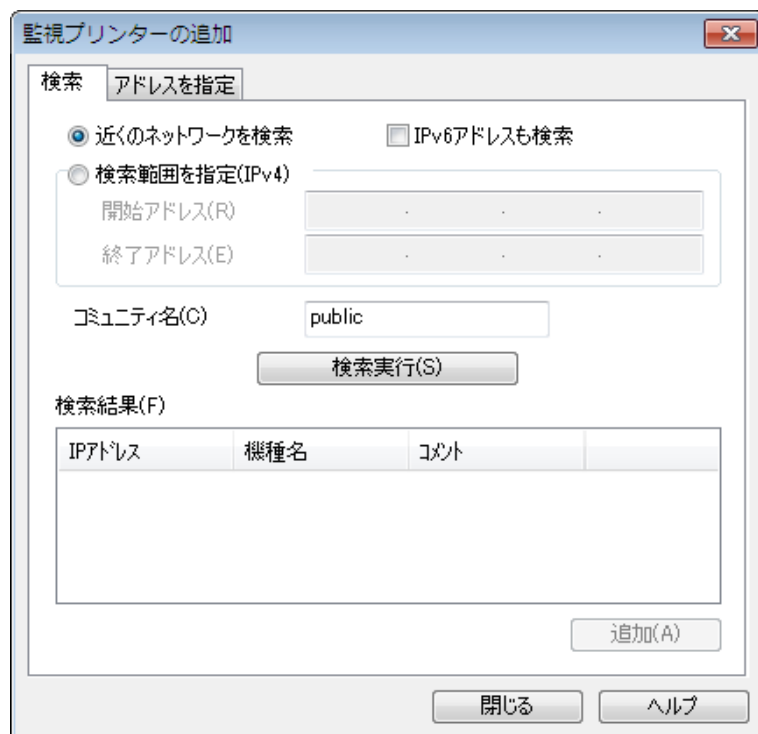 監視プリンターの追加
検索 アドレスを指定
近くのネットワークを検索 IPv6アドレスも検索
検索範囲を指定(IPv4)
開始アドレス(R) . . .
終了アドレス(E) . . .
コミュニティ名(C) public
検索実行(S)
検索結果(F)
IPアドレス 機種名 コメント
追加(A)
閉じる ヘルプ